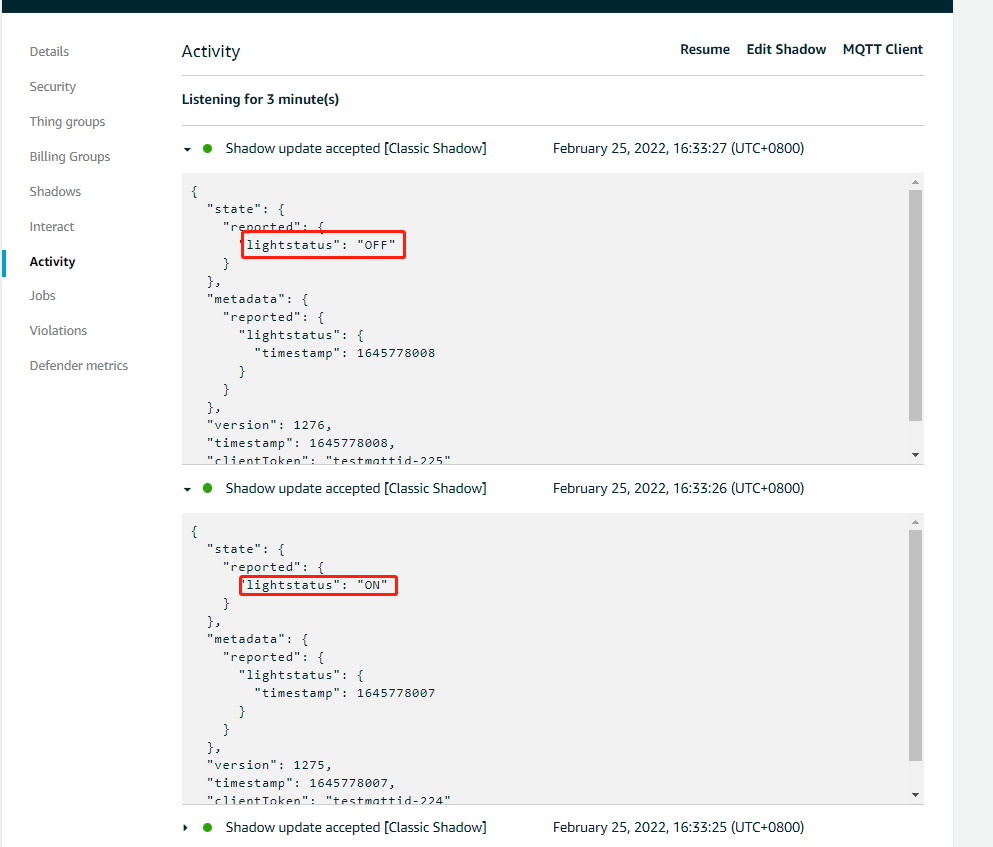 Details
Security
Thing groups
Billing Groups
Shadows
Interact
Activity
Jobs
Violations
Defender metrics
Activity
Resume Edit Shadow MQTT Client
Listening for 3 minute(s)
Shadow update accepted [Classic Shadow] February 25, 2022, 16:33:27 (UTC+0800)
{
"state": {
"reported": {
"lightstatus": "OFF"
}
},
"metadata": {
"reported": {
"lightstatus": {
"timestamp": 1645778008
}
}
},
"version": 1276,
"timestamp": 1645778008,
"clientToken": "testmqttid-225"
Shadow update accepted [Classic Shadow] February 25, 2022, 16:33:26 (UTC+0800)
{
"state": {
"reported": {
"lightstatus": "ON"
}
},
"metadata": {
"reported": {
"lightstatus": {
"timestamp": 1645778007
}
}
},
"version": 1275,
"timestamp": 1645778007,
"clientToken": "testmqttid-224"
Shadow update accepted [Classic Shadow] February 25, 2022, 16:33:25 (UTC+0800)